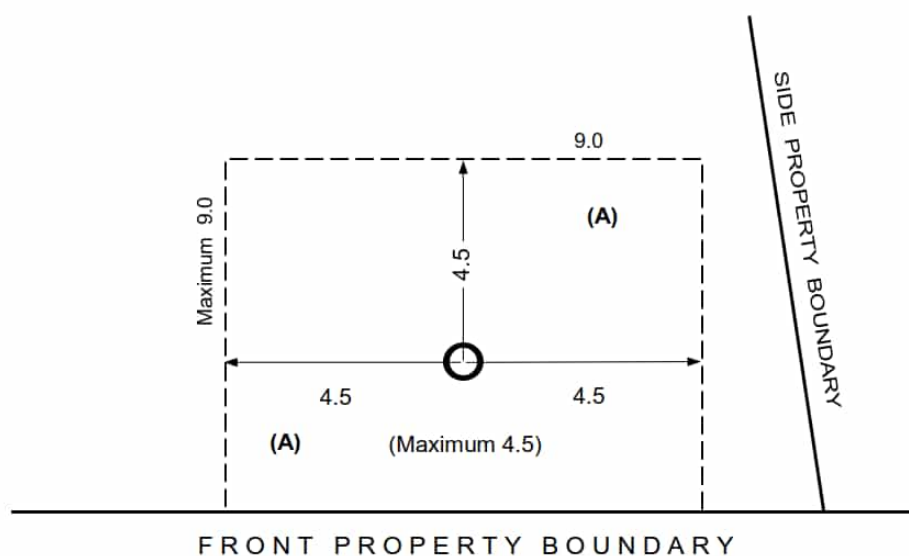 9.0
SIDE PROPERTY BOUNDARY
(A)
Maximum 9.0
4.5
4.5
4.5
(A)
(Maximum 4.5)
FRONT PROPERTY BOUNDARY